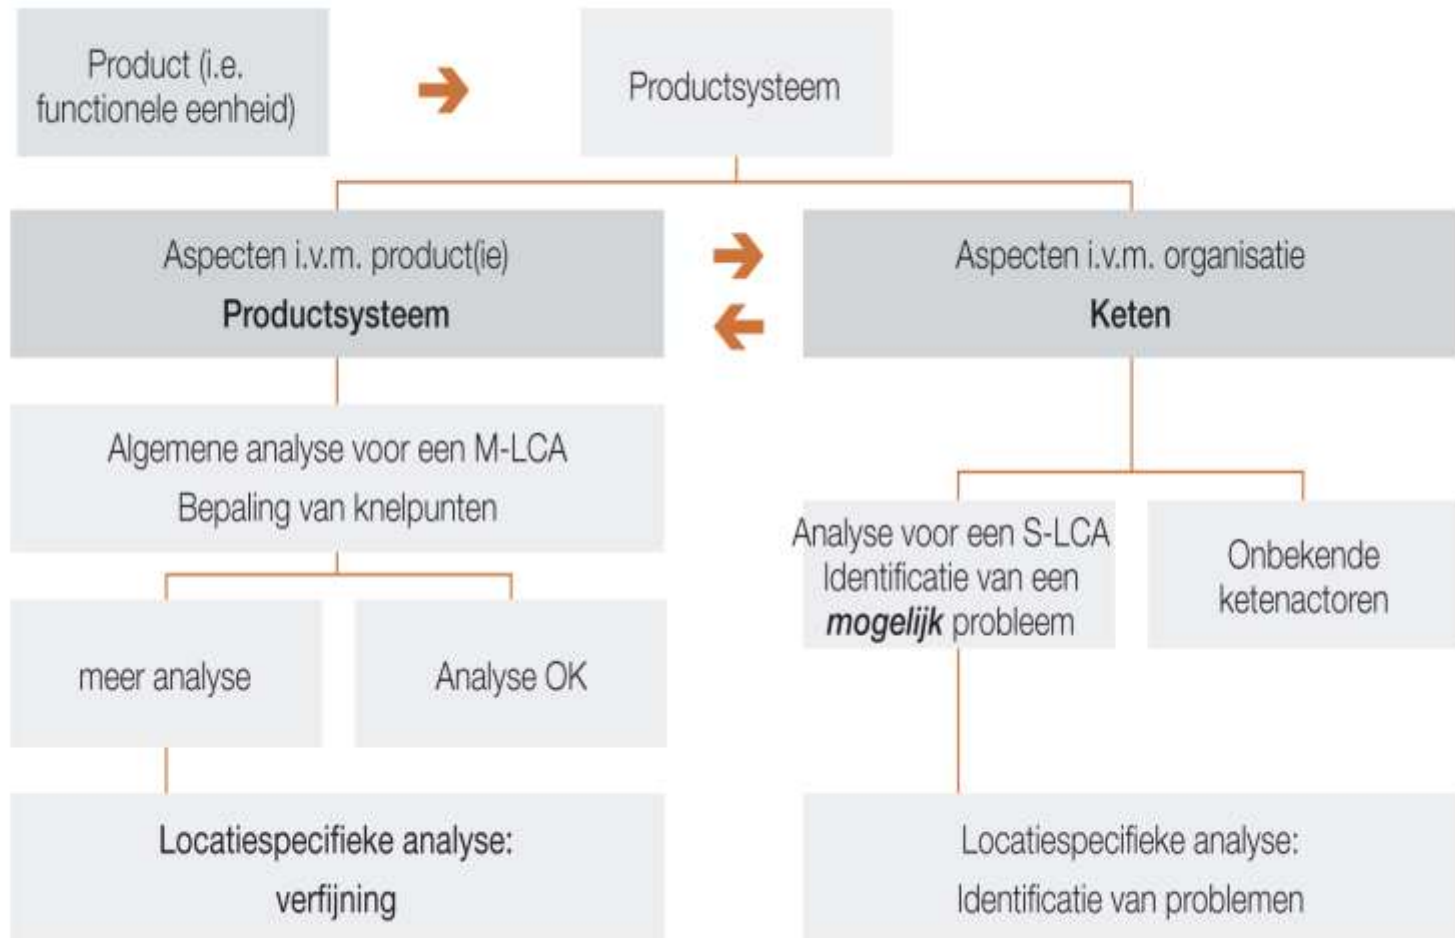 Product (i.e.
functionele eenheid)
Productsysteem
Aspecten i.v.m. product(ie)
Productsysteem
Aspecten i.v.m. organisatie
Keten
Algemene analyse voor een M-LCA
Bepaling van knelpunten
Analyse voor een S-LCA
Identificatie van een
mogelijk probleem
Onbekende
ketenactoren
meer analyse
Analyse OK
Locatiespecifieke analyse:
verfijning
Locatiespecifieke analyse:
Identificatie van problemen